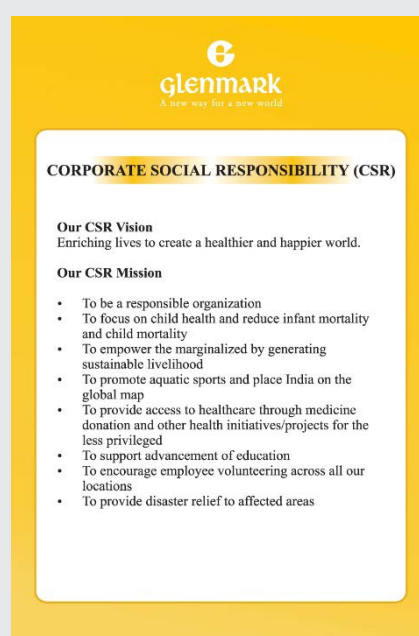 glenmark
A new way for a new world
CORPORATE SOCIAL RESPONSIBILITY (CSR)
Our CSR Vision
Enriching lives to create a healthier and happier world.
Our CSR Mission
• To be a responsible organization
• To focus on child health and reduce infant mortality
and child mortality
• To empower the marginalized by generating
sustainable livelihood
• To promote aquatic sports and place India on the
global map
• To provide access to healthcare through medicine
donation and other health initiatives/projects for the
less privileged
• To support advancement of education
• To encourage employee volunteering across all our
locations
• To provide disaster relief to affected areas